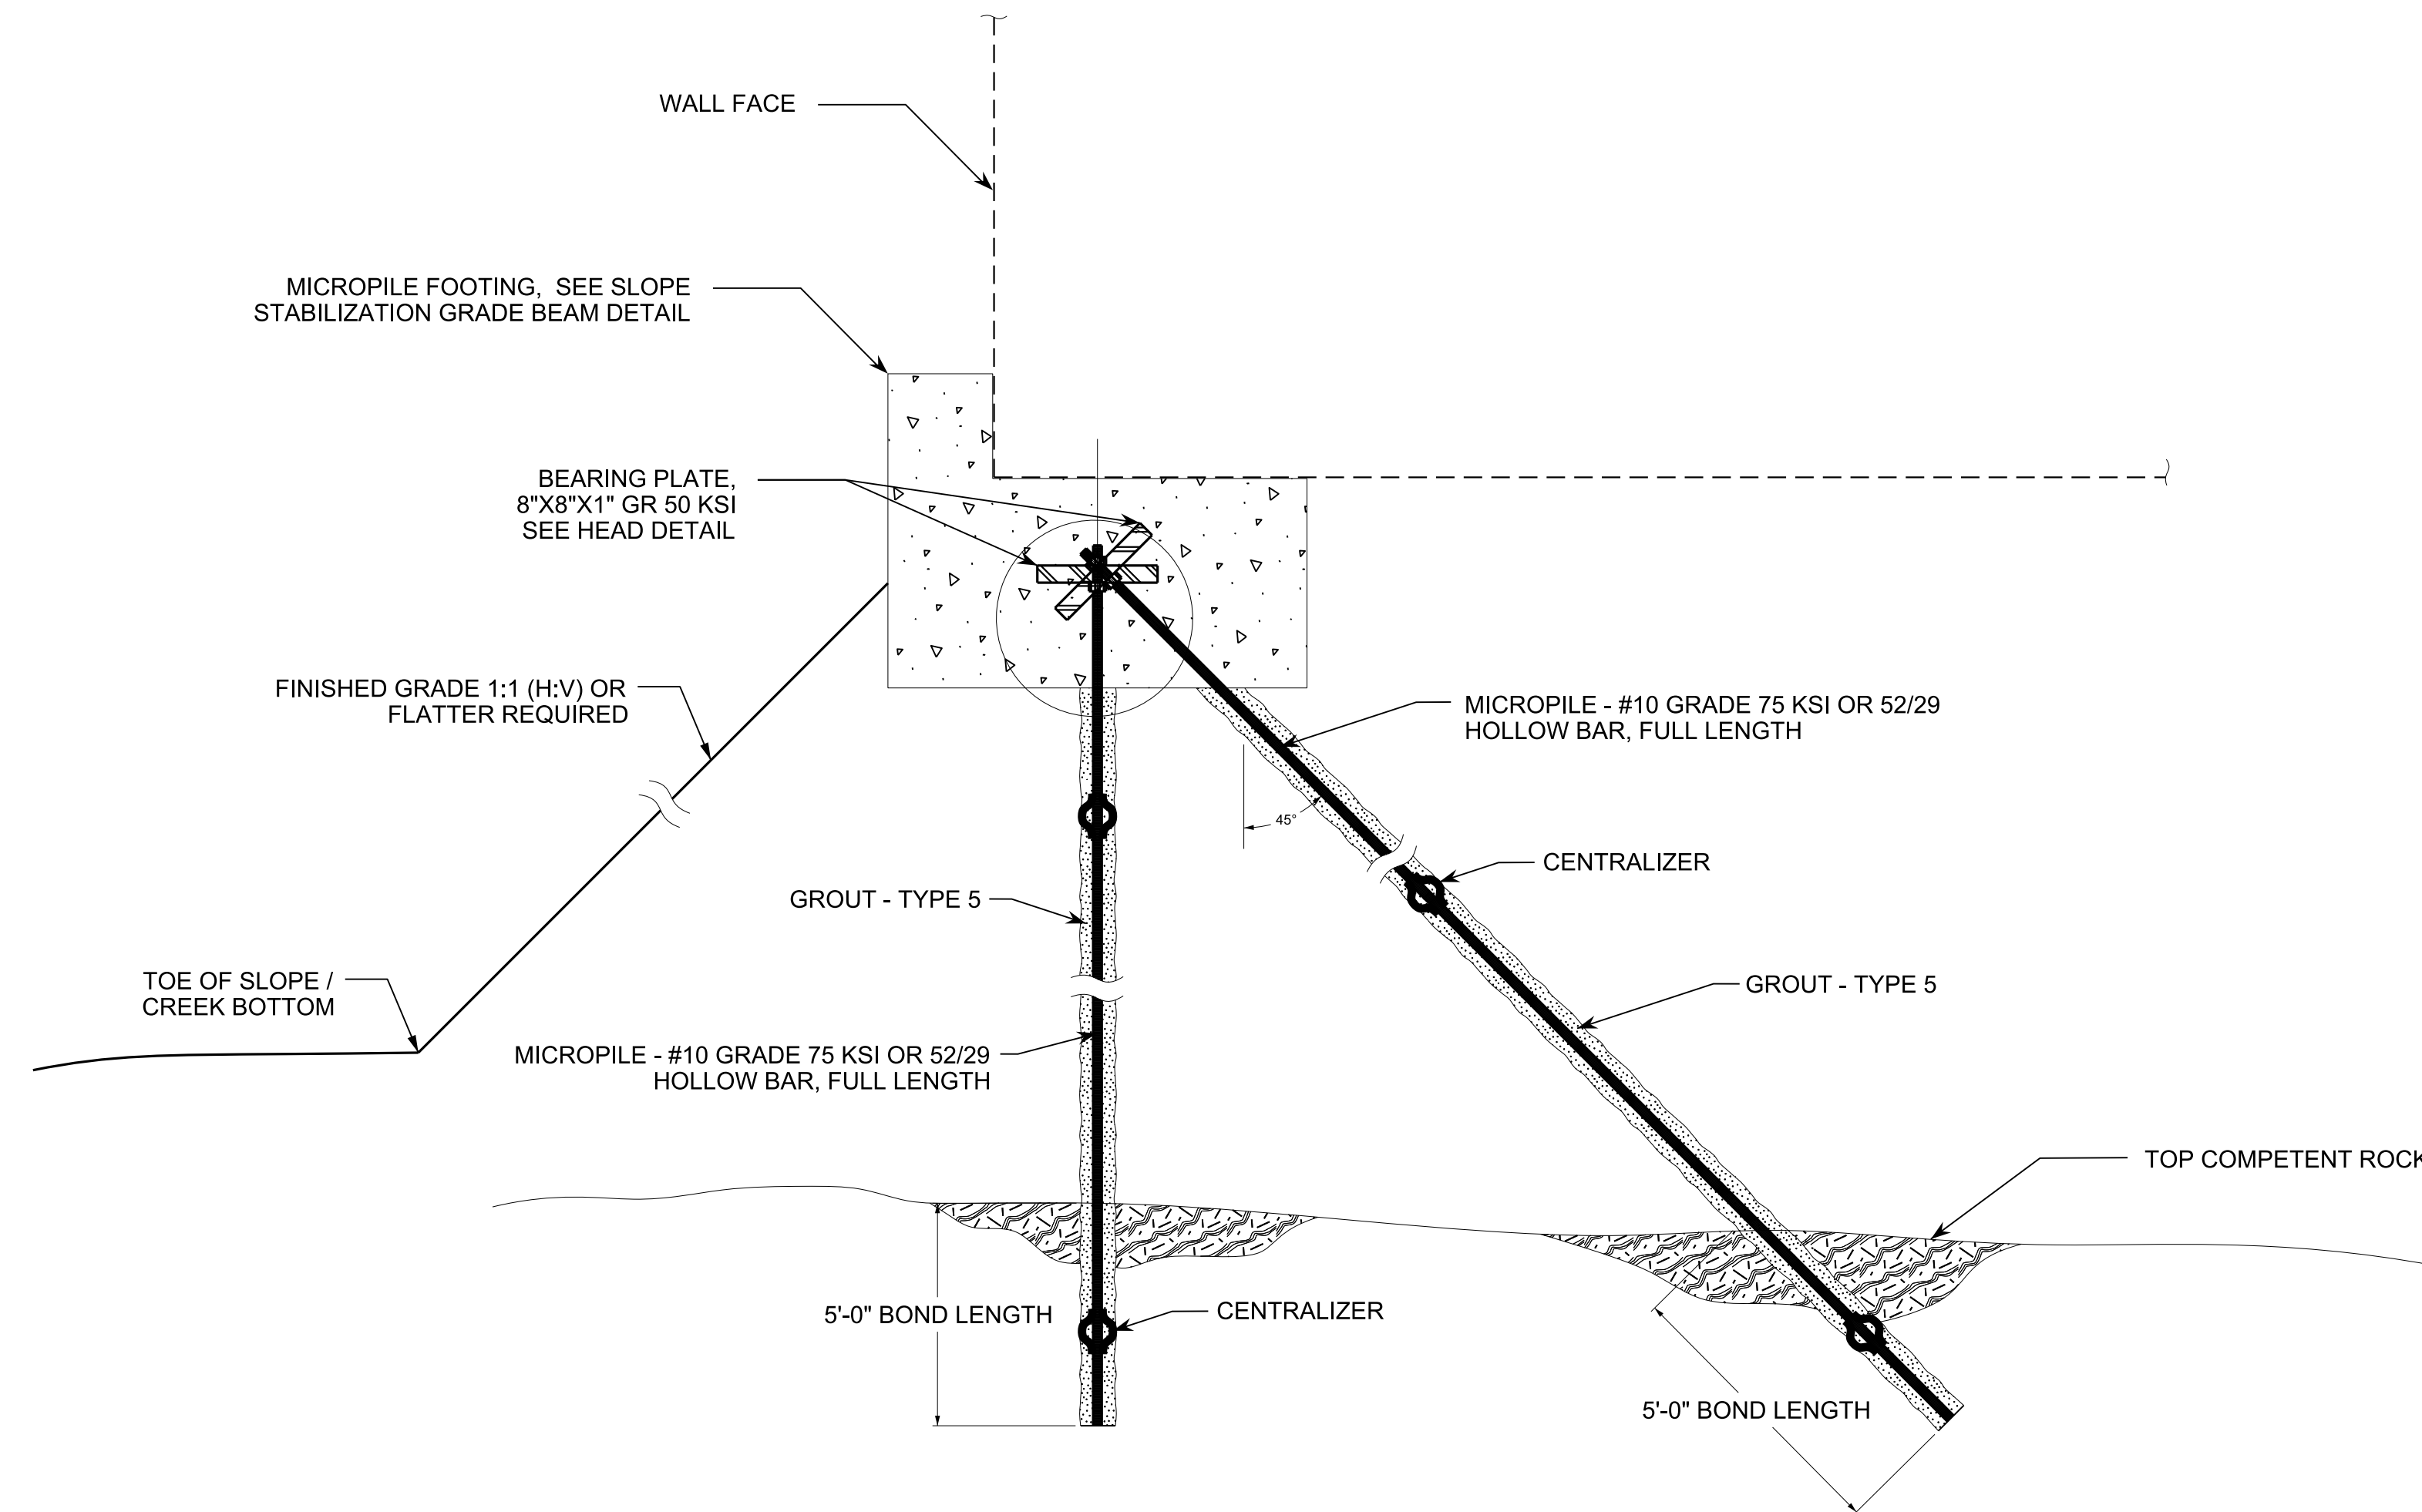 WALL FACE
MICROPILE FOOTING, SEE SLOPE
STABILIZATION GRADE BEAM DETAIL
BEARING PLATE,
8"X8"X1" GR 50 KSI
SEE HEAD DETAIL
FINISHED GRADE 1:1 (H:V) OR
FLATTER REQUIRED
MICROPILE - #10 GRADE 75 KSI OR 52/29
HOLLOW BAR, FULL LENGTH
45°
CENTRALIZER
GROUT - TYPE 5
TOE OF SLOPE /
CREEK BOTTOM
GROUT - TYPE 5
MICROPILE - #10 GRADE 75 KSI OR 52/29
HOLLOW BAR, FULL LENGTH
TOP COMPETENT ROCK
5'-0" BOND LENGTH
CENTRALIZER
5'-0" BOND LENGTH